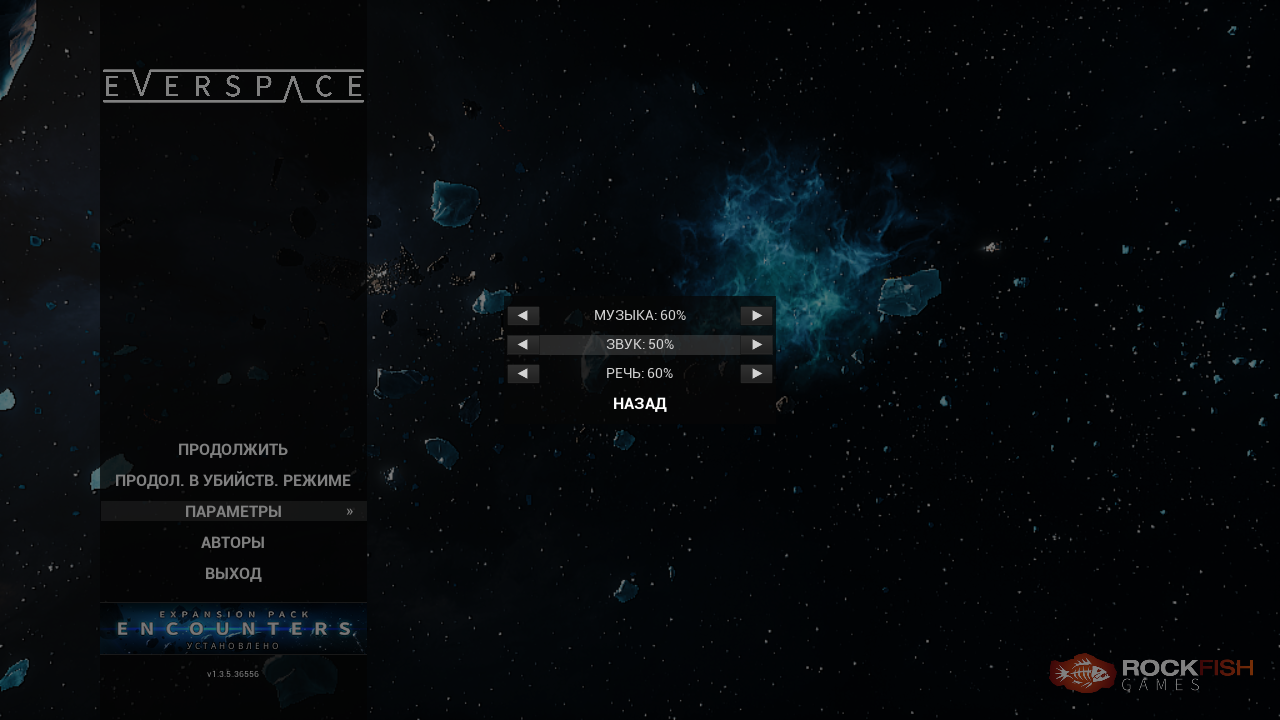 EVERSPACE
МУЗЫКА: 60%
ЗВУК: 50%
РЕЧЬ: 60%
НАЗАД
ПРОДОЛЖИТЬ
ПРОДОЛ. В УБИЙСТВ. РЕЖИМЕ
ПАРАМЕТРЫ »
АВТОРЫ
ВЫХОД
EXPANSION PACK
ENCOUNTERS
УСТАНОВЛЕНО
v1.3.5.36556
ROCKFISH
GAMES